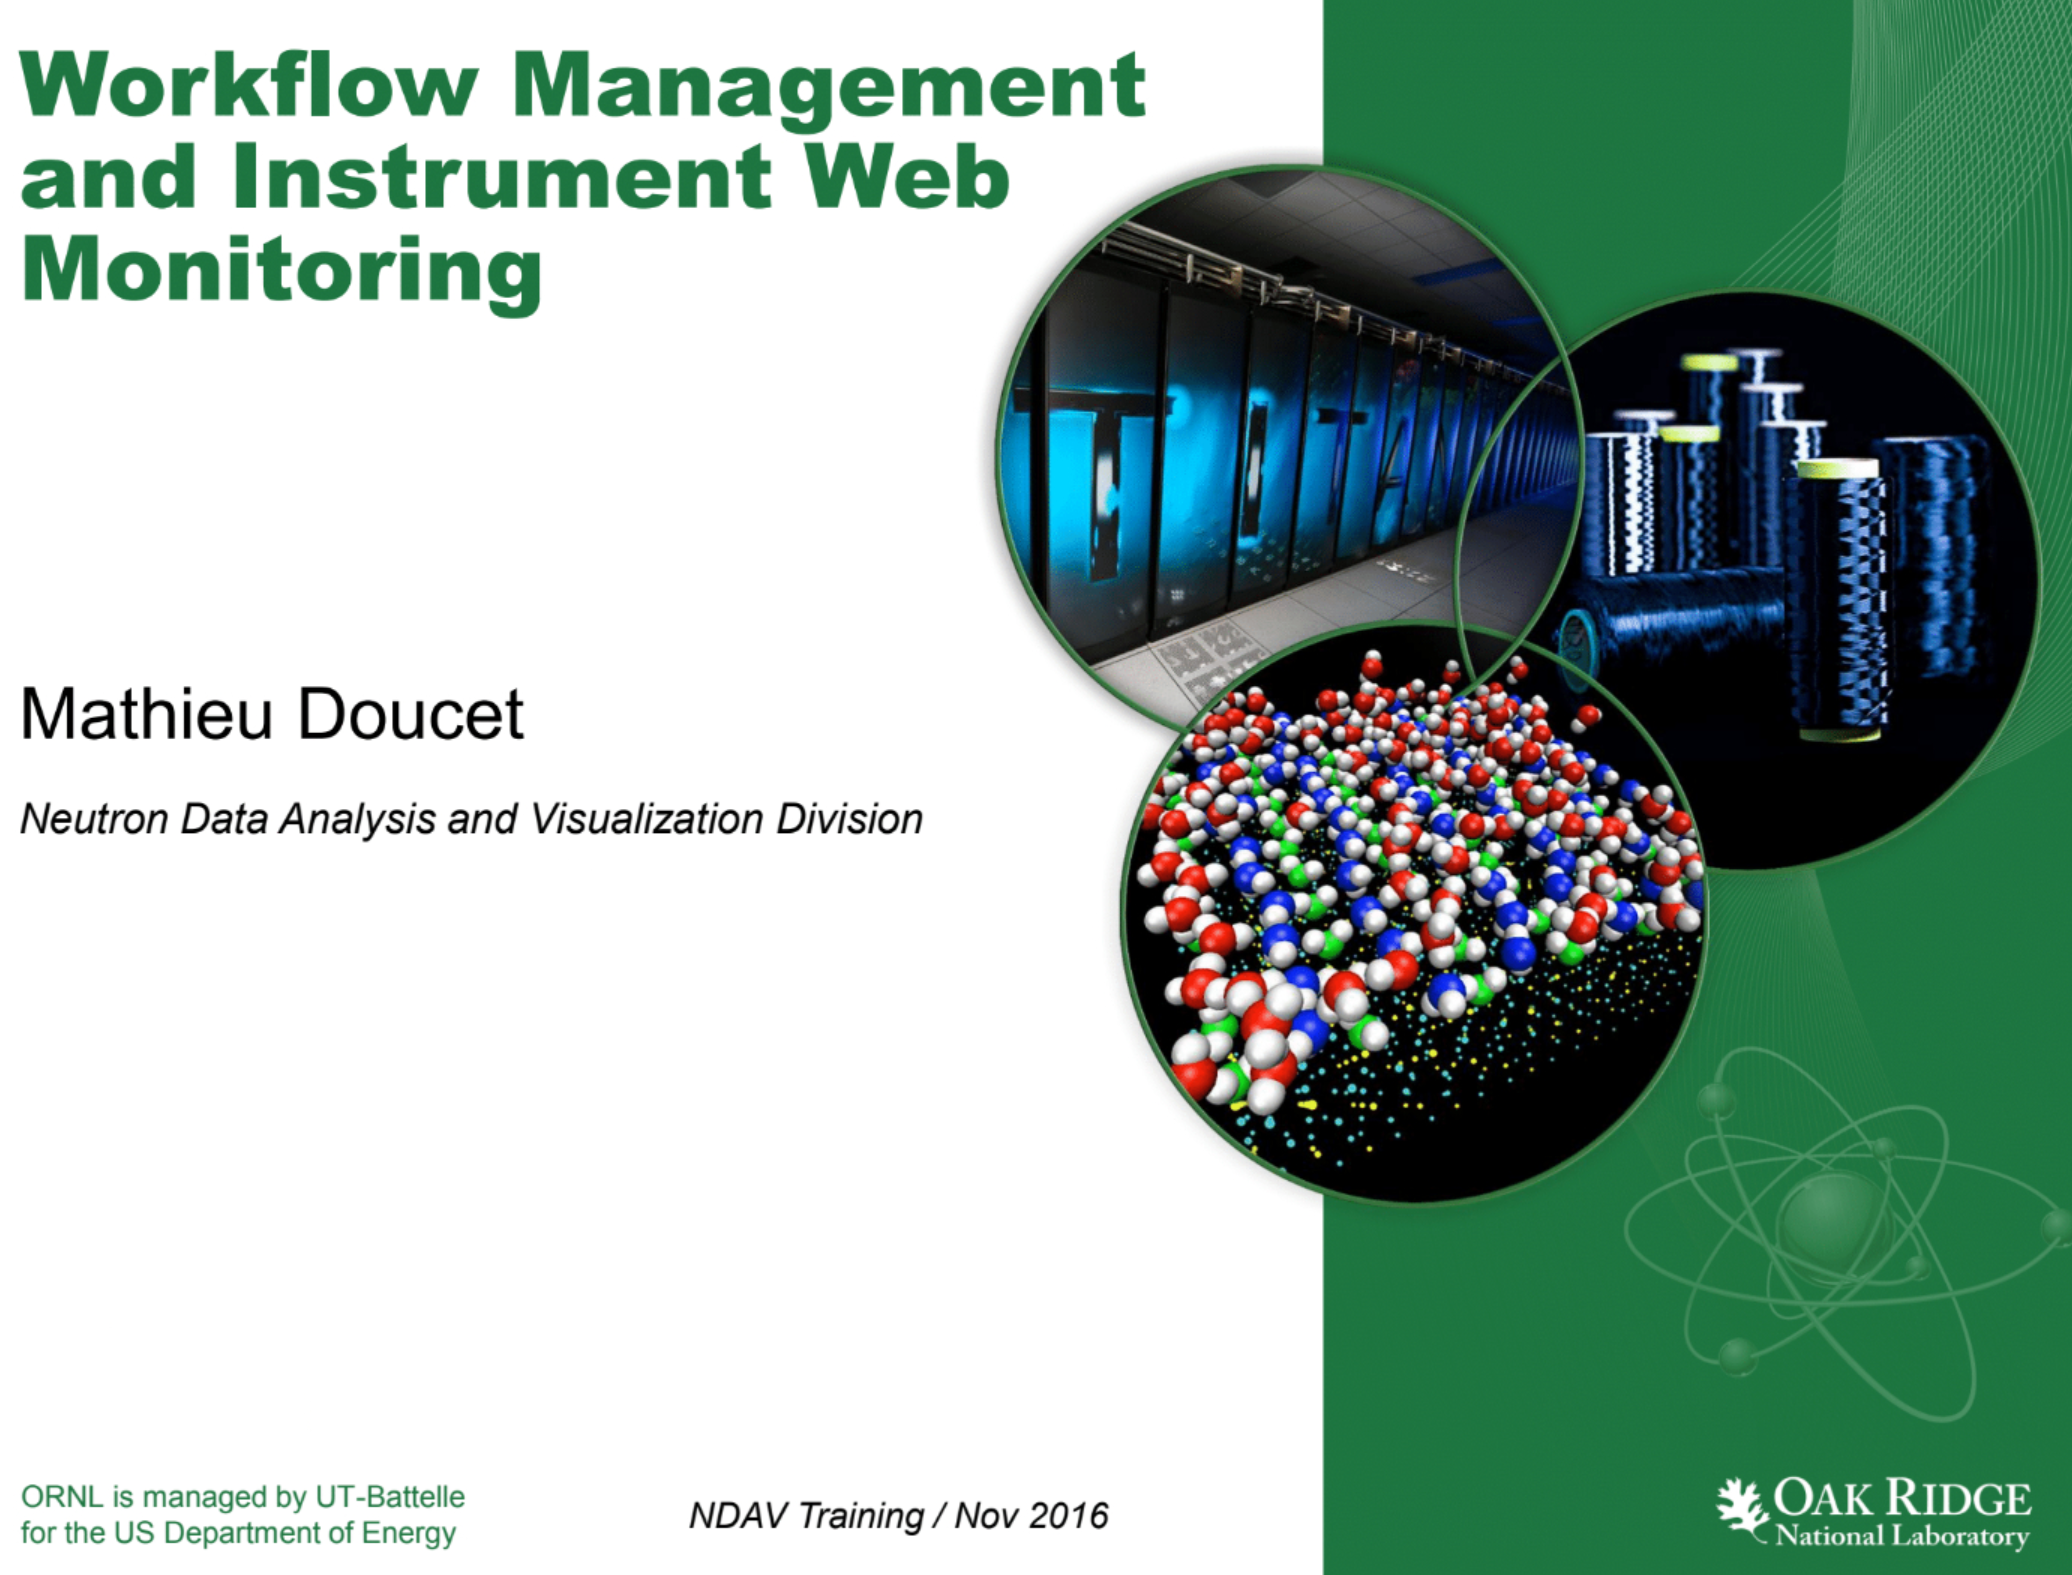 Workflow Management
and Instrument Web
Monitoring
TITAN
Mathieu Doucet
Neutron Data Analysis and Visualization Division
ORNL is managed by UT-Battelle
for the US Department of Energy
NDAV Training / Nov 2016
OAK RIDGE
National Laboratory